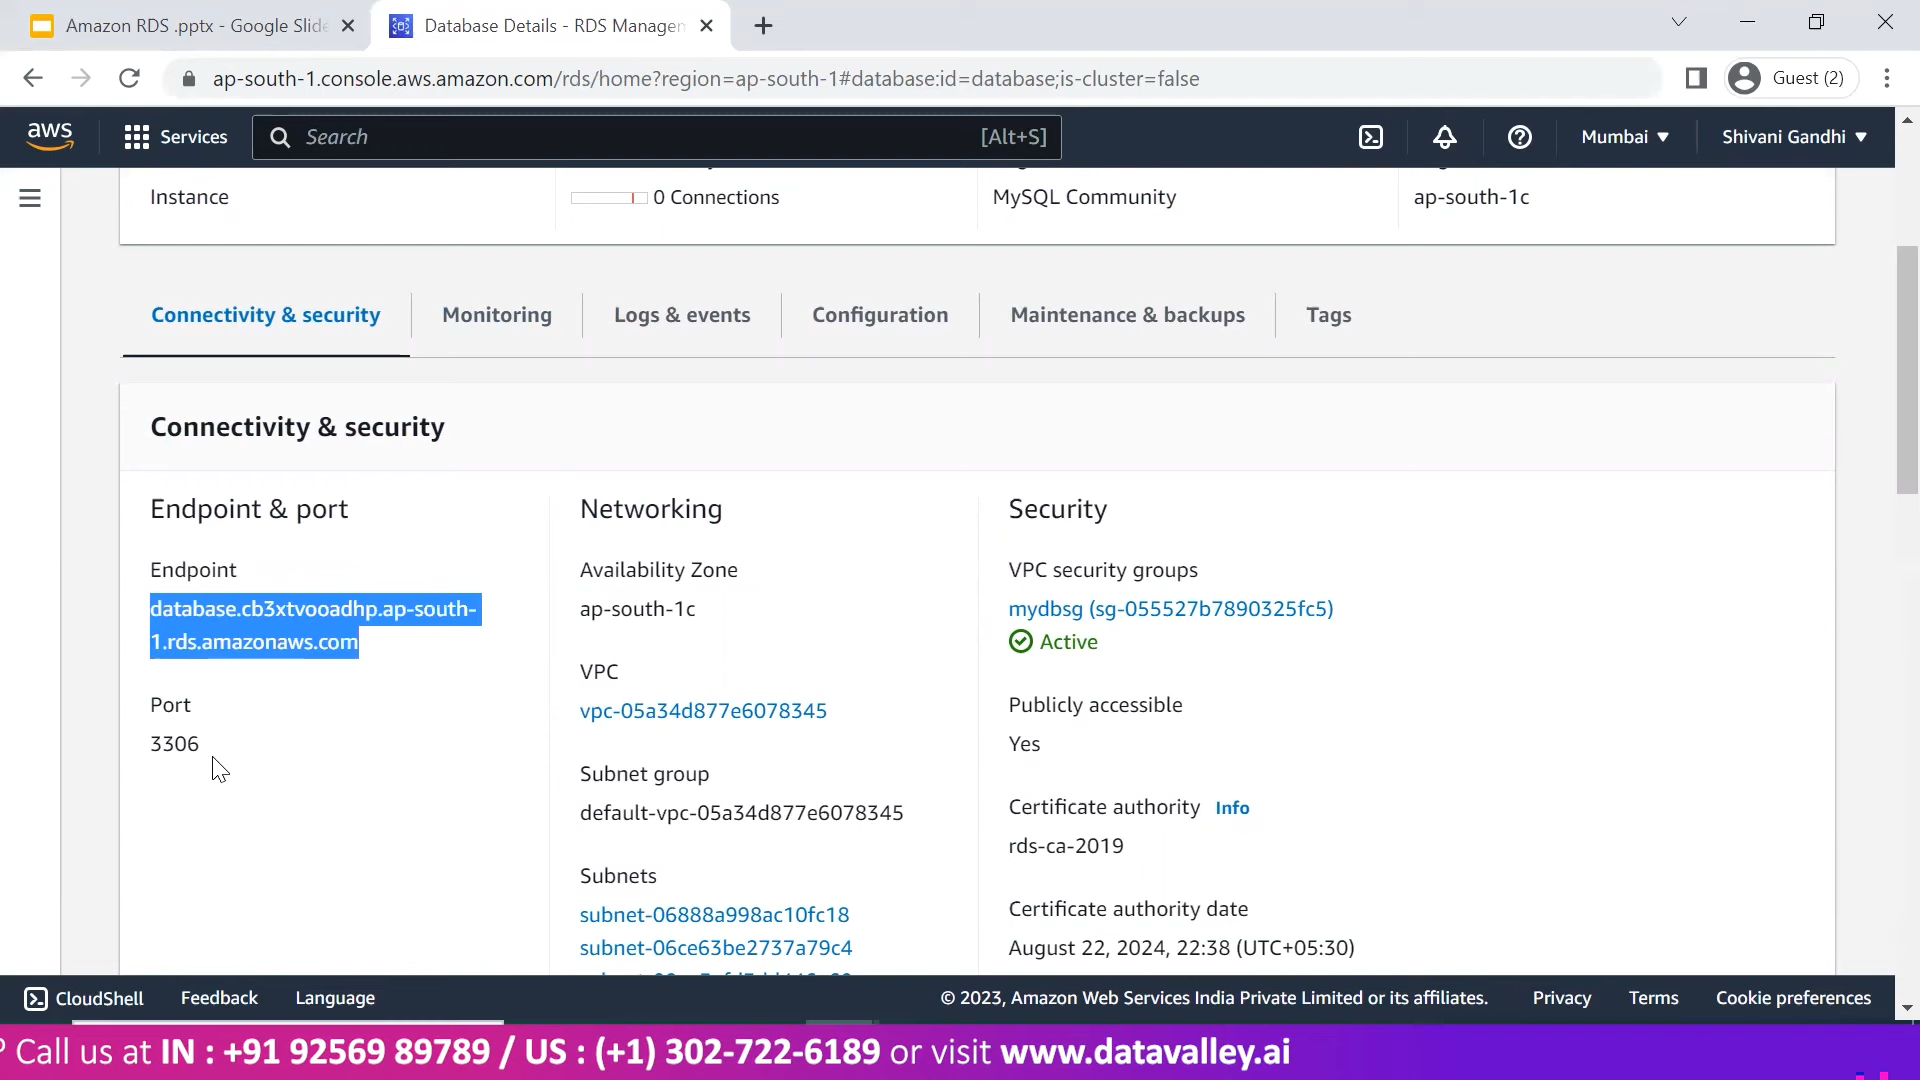 Amazon RDS .pptx - Google Slide
Database Details - RDS Managem
ap-south-1.console.aws.amazon.com/rds/home?region=ap-south-1#database:id=database;is-cluster=false
Guest (2)
aws
Services
Search
[Alt+S]
Mumbai
Shivani Gandhi
Instance
0 Connections
MySQL Community
ap-south-1c
Connectivity & security
Monitoring
Logs & events
Configuration
Maintenance & backups
Tags
Connectivity & security
Endpoint & port
Endpoint
database.cb3xtvooadhp.ap-south-
1.rds.amazonaws.com
Port
3306
Networking
Availability Zone
ap-south-1c
VPC
vpc-05a34d877e6078345
Subnet group
default-vpc-05a34d877e6078345
Subnets
subnet-06888a998ac10fc18
subnet-06ce63be2737a79c4
Security
VPC security groups
mydbsg (sg-055527b7890325fc5)
Active
Publicly accessible
Yes
Certificate authority Info
rds-ca-2019
Certificate authority date
August 22, 2024, 22:38 (UTC+05:30)
CloudShell
Feedback
Language
© 2023, Amazon Web Services India Private Limited or its affiliates.
Privacy
Terms
Cookie preferences
? Call us at IN : +91 92569 89789 / US : (+1) 302-722-6189 or visit www.datavalley.ai